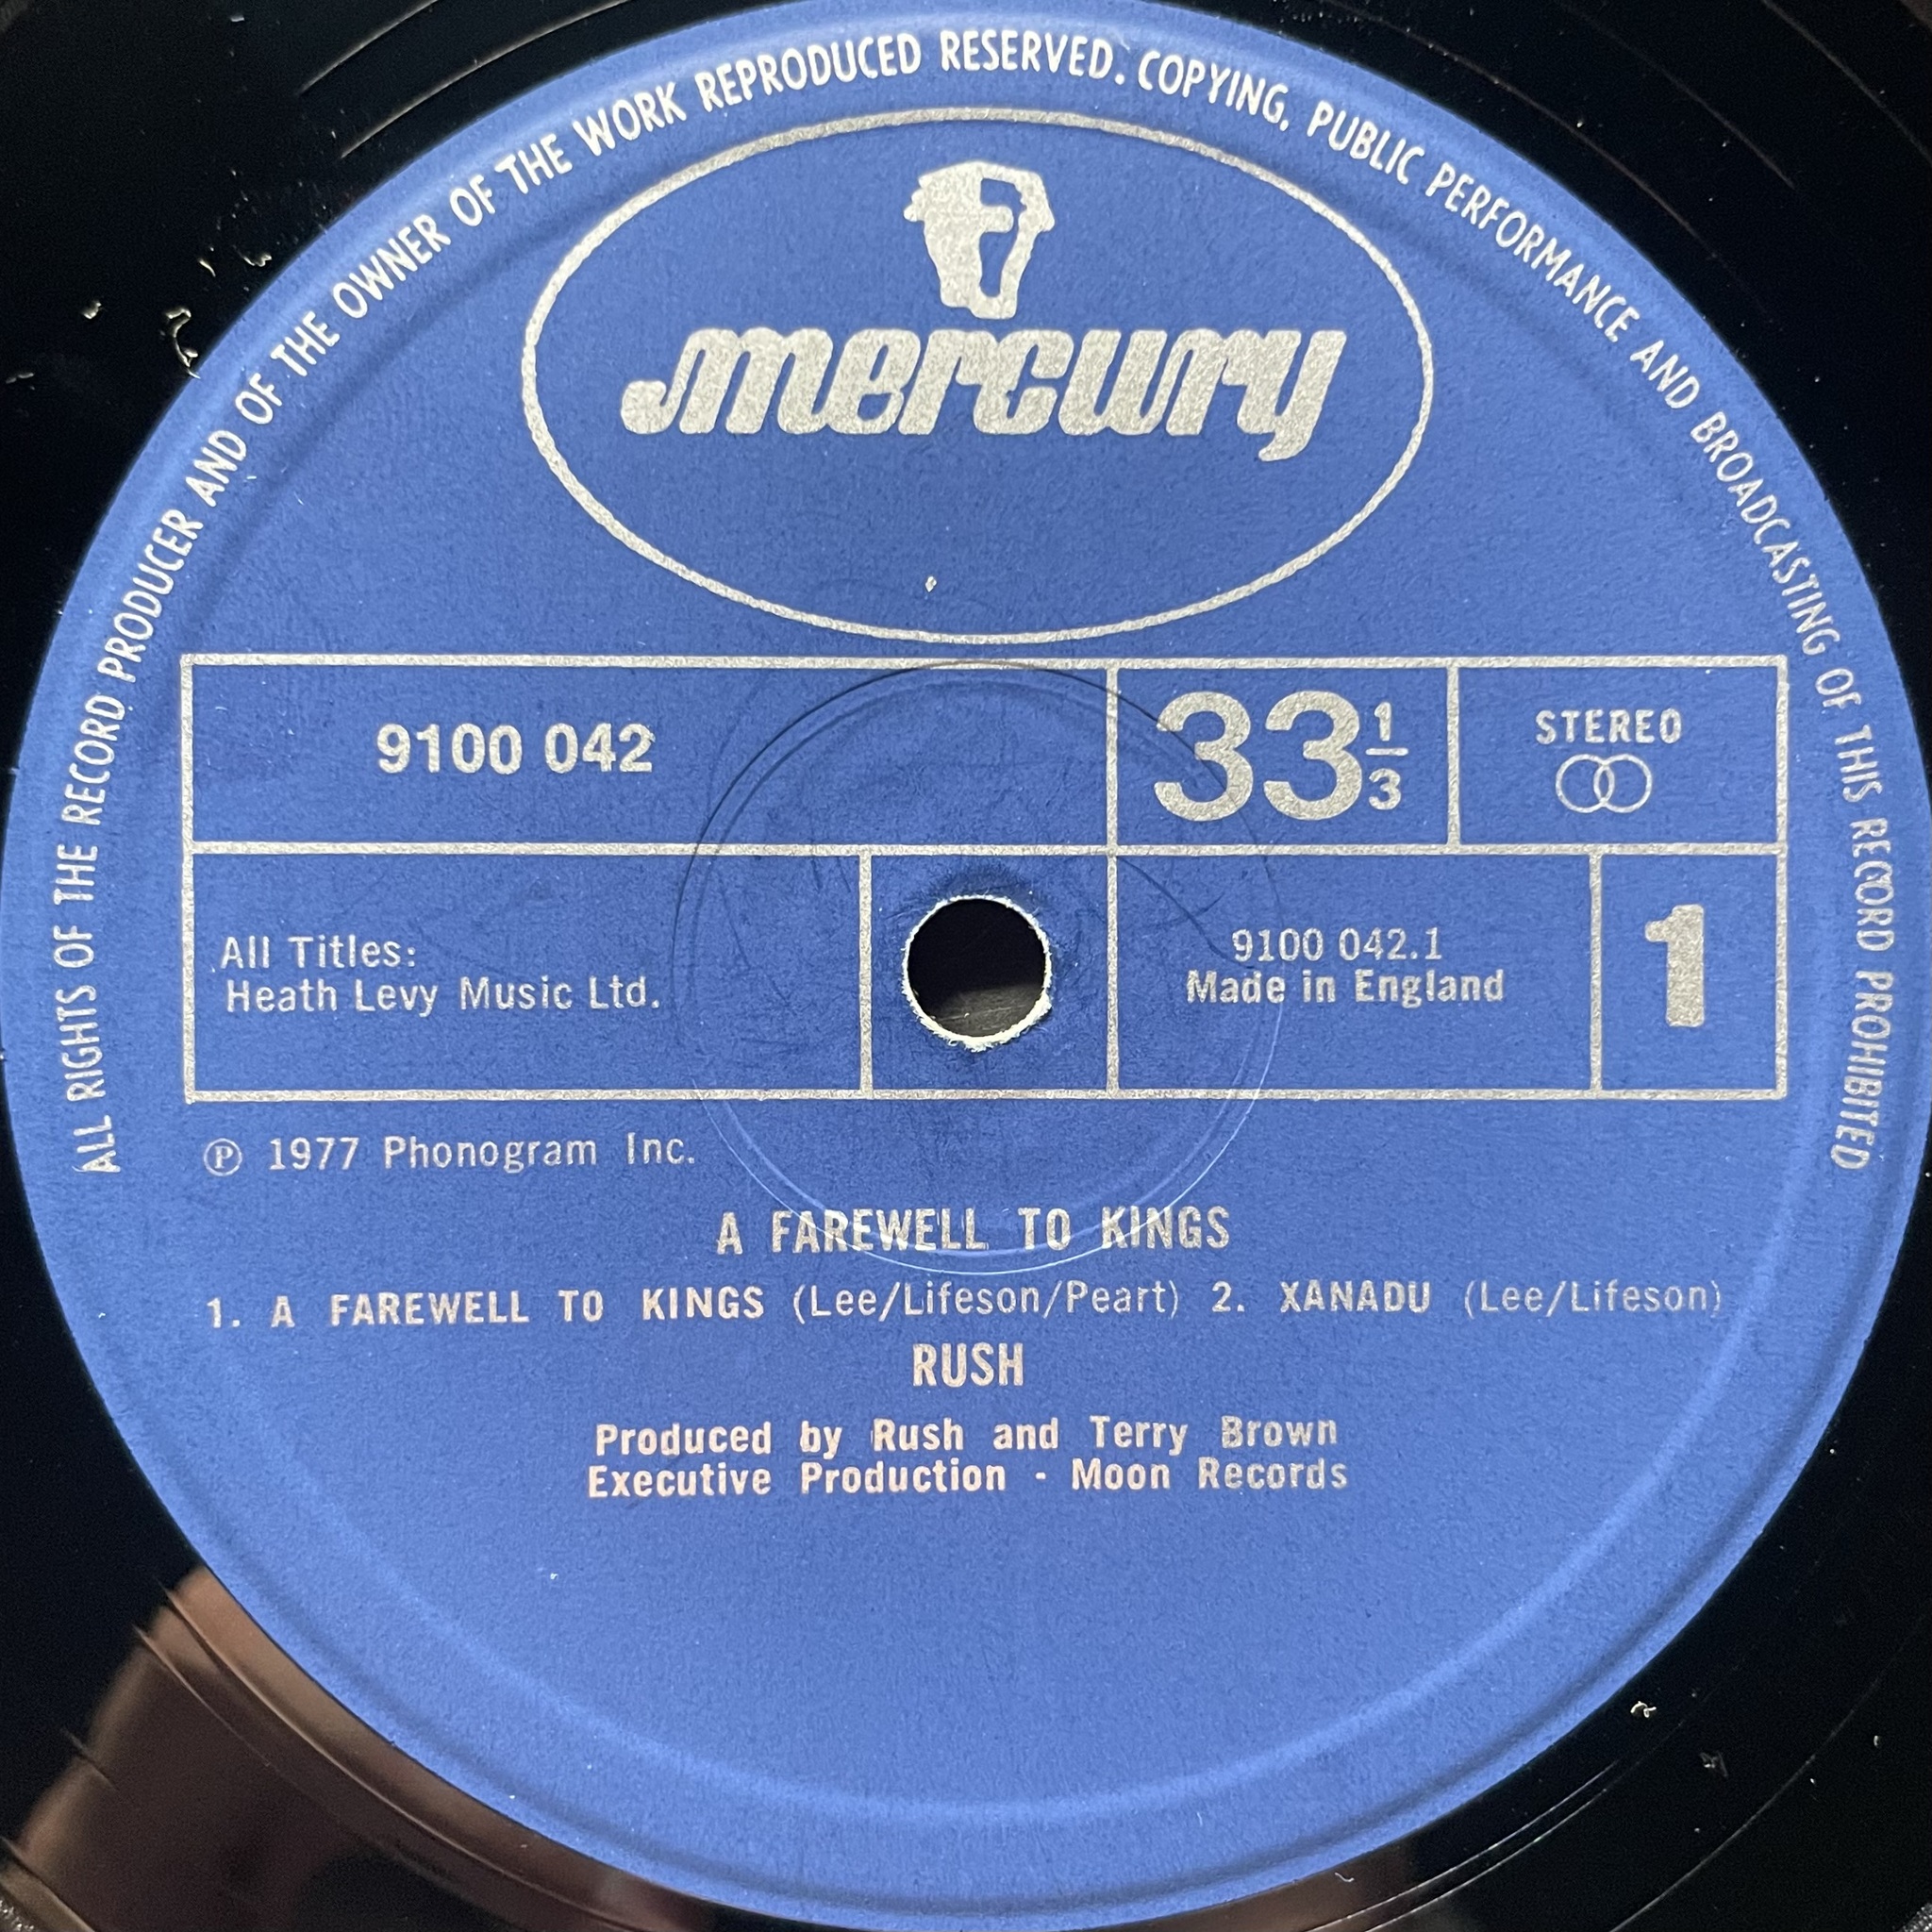 ALL RIGHTS OF THE RECORD PRODUCER AND OF THE OWNER OF THE WORK REPRODUCED RESERVED. COPYING, PUBLIC PERFORMANCE AND BROADCASTING OF THIS RECORD PROHIBITED
mercury
9100 042
33 1/3
STEREO
All Titles:
Heath Levy Music Ltd.
9100 042.1
Made in England
1
℗ 1977 Phonogram Inc.
A FAREWELL TO KINGS
1. A FAREWELL TO KINGS (Lee/Lifeson/Peart) 2. XANADU (Lee/Lifeson)
RUSH
Produced by Rush and Terry Brown
Executive Production - Moon Records